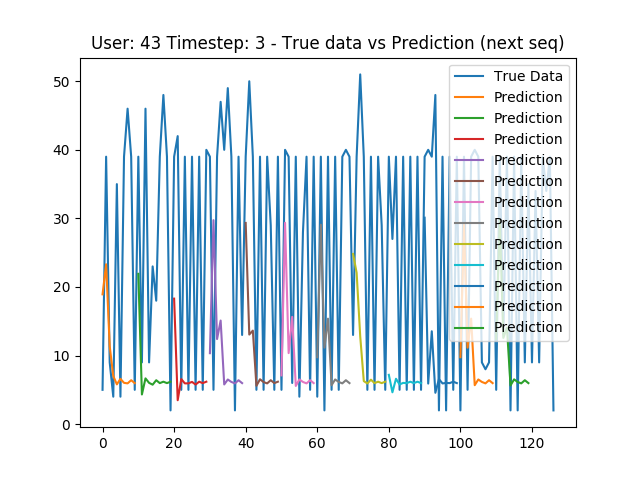 User: 43 Timestep: 3 - True data vs Prediction (next seq)
50
40
30
20
10
0
True Data
Prediction
Prediction
Prediction
Prediction
Prediction
Prediction
Prediction
Prediction
Prediction
Prediction
Prediction
Prediction
0 20 40 60 80 100 120